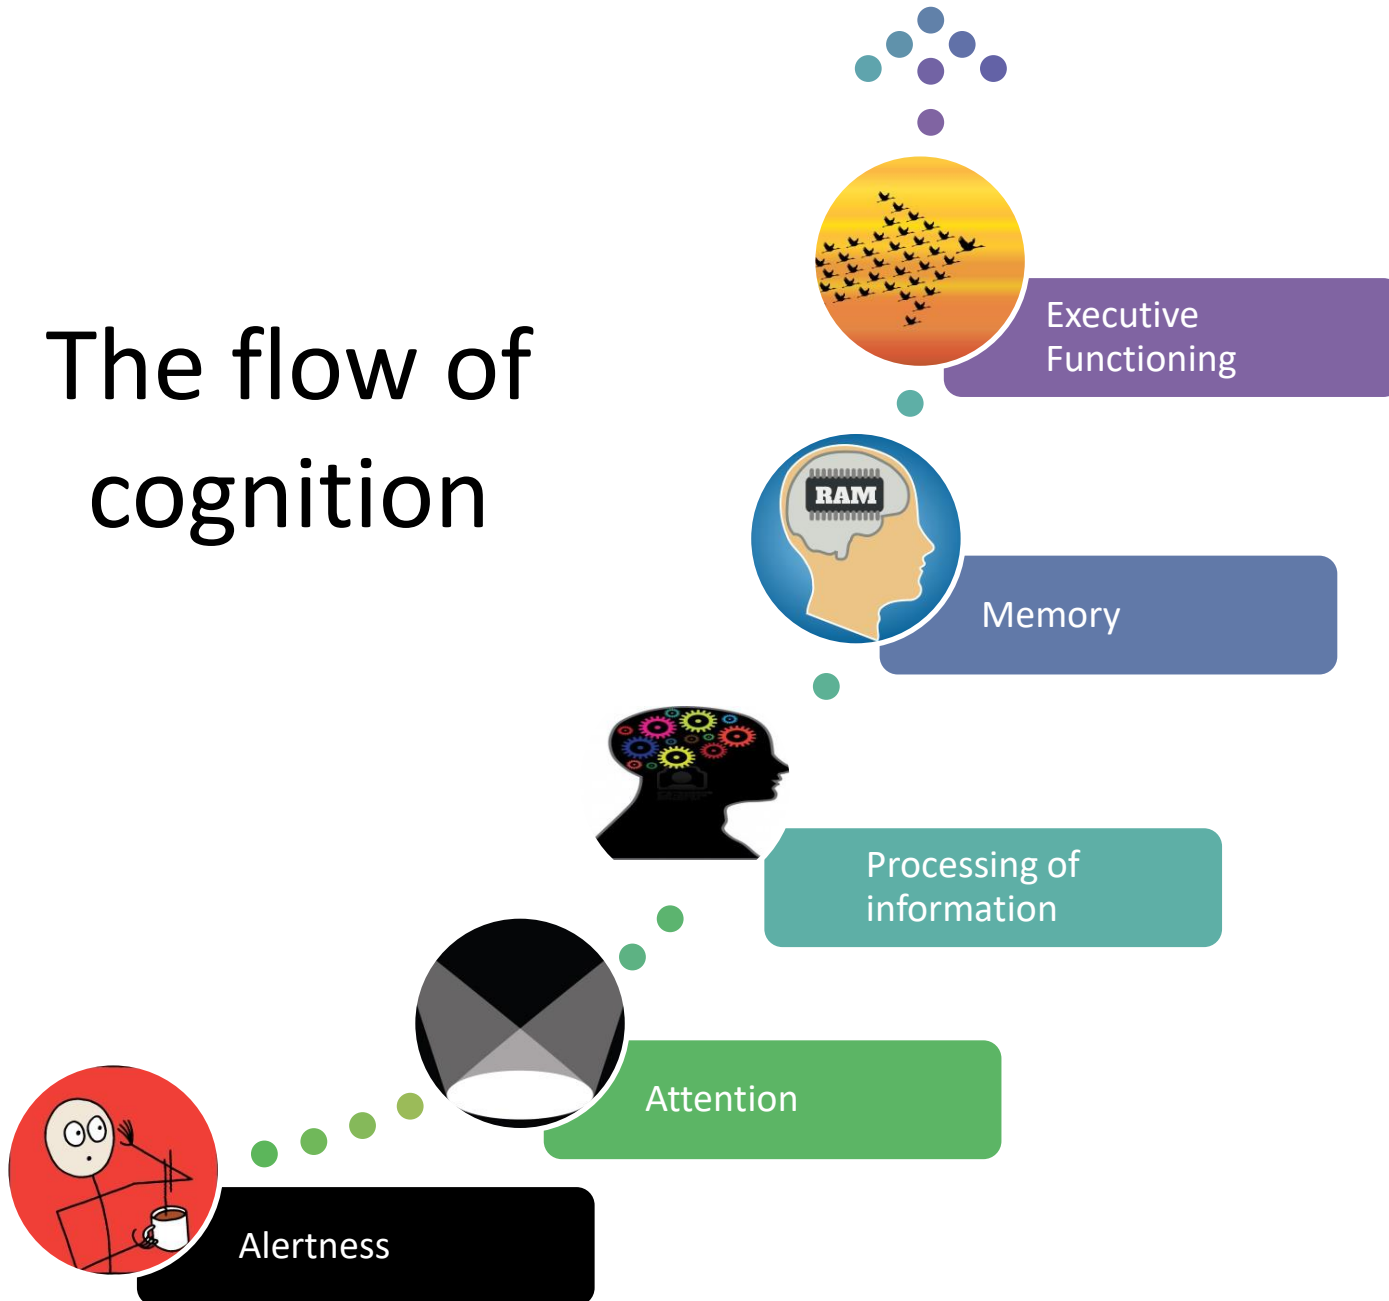 The flow of
cognition
Executive
Functioning
RAM
Memory
Processing of
information
Attention
Alertness